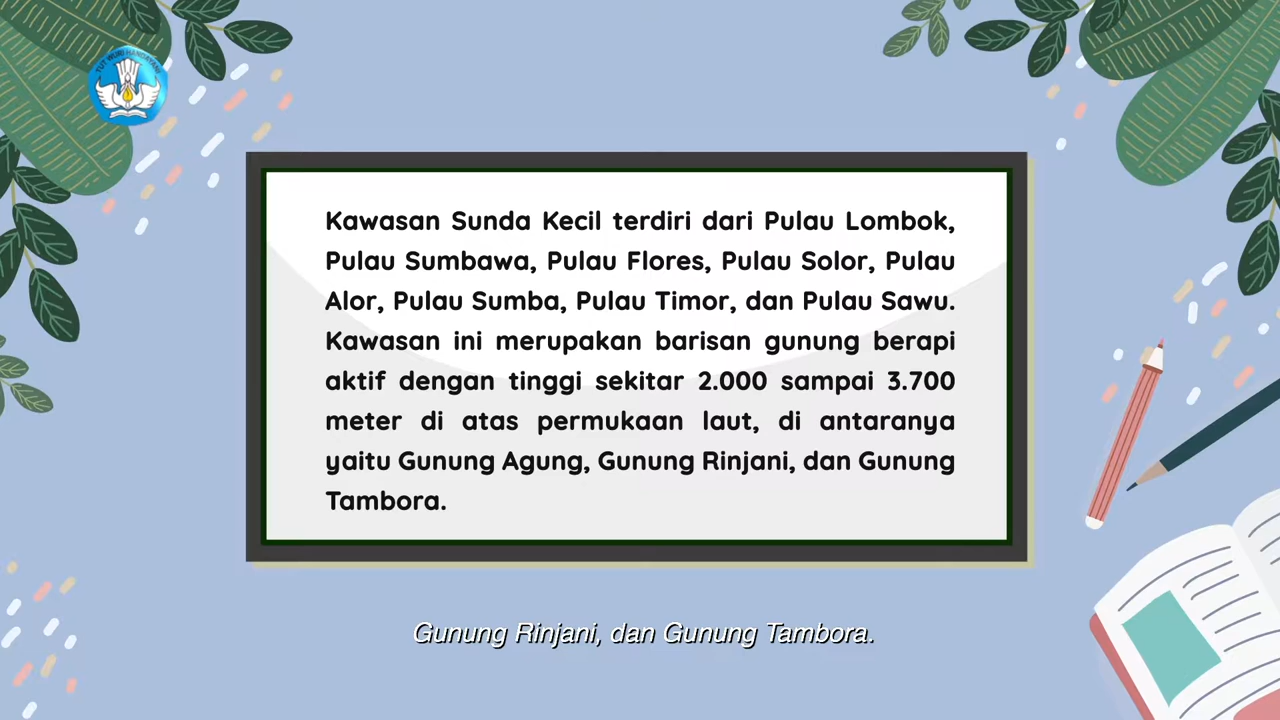 TUT WURI HANDAYANI
Kawasan Sunda Kecil terdiri dari Pulau Lombok,
Pulau Sumbawa, Pulau Flores, Pulau Solor, Pulau
Alor, Pulau Sumba, Pulau Timor, dan Pulau Sawu.
Kawasan ini merupakan barisan gunung berapi
aktif dengan tinggi sekitar 2.000 sampai 3.700
meter di atas permukaan laut, di antaranya
yaitu Gunung Agung, Gunung Rinjani, dan Gunung
Tambora.
Gunung Rinjani, dan Gunung Tambora.